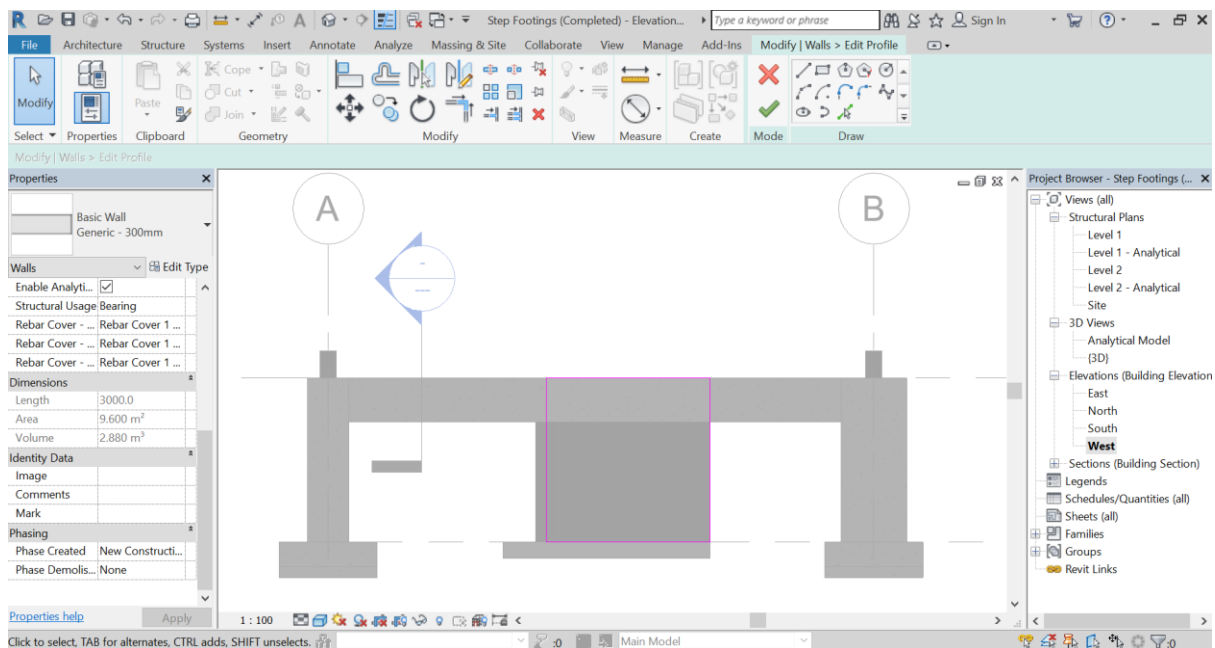 Step Footings (Completed) - Elevation... Type a keyword or phrase Sign In
File Architecture Structure Systems Insert Annotate Analyze Massing & Site Collaborate View Manage Add-Ins Modify | Walls > Edit Profile
Modify Paste Cope Cut Join
Select Properties Clipboard Geometry Modify View Measure Create Mode Draw
Modify | Walls > Edit Profile
Properties
Basic Wall
Generic - 300mm
Walls Edit Type
Enable Analyti...
Structural Usage Bearing
Rebar Cover - ... Rebar Cover 1 ...
Rebar Cover - ... Rebar Cover 1 ...
Rebar Cover - ... Rebar Cover 1 ...
Dimensions
Length 3000.0
Area 9.600 m²
Volume 2.880 m³
Identity Data
Image
Comments
Mark
Phasing
Phase Created New Constructi...
Phase Demolis... None
Properties help Apply
A
B
1 : 100
Project Browser - Step Footings (...
Views (all)
Structural Plans
Level 1
Level 1 - Analytical
Level 2
Level 2 - Analytical
Site
3D Views
Analytical Model
{3D}
Elevations (Building Elevation
East
North
South
West
Sections (Building Section)
Legends
Schedules/Quantities (all)
Sheets (all)
Families
Groups
Revit Links
Click to select, TAB for alternates, CTRL adds, SHIFT unselects. :0 Main Model :0